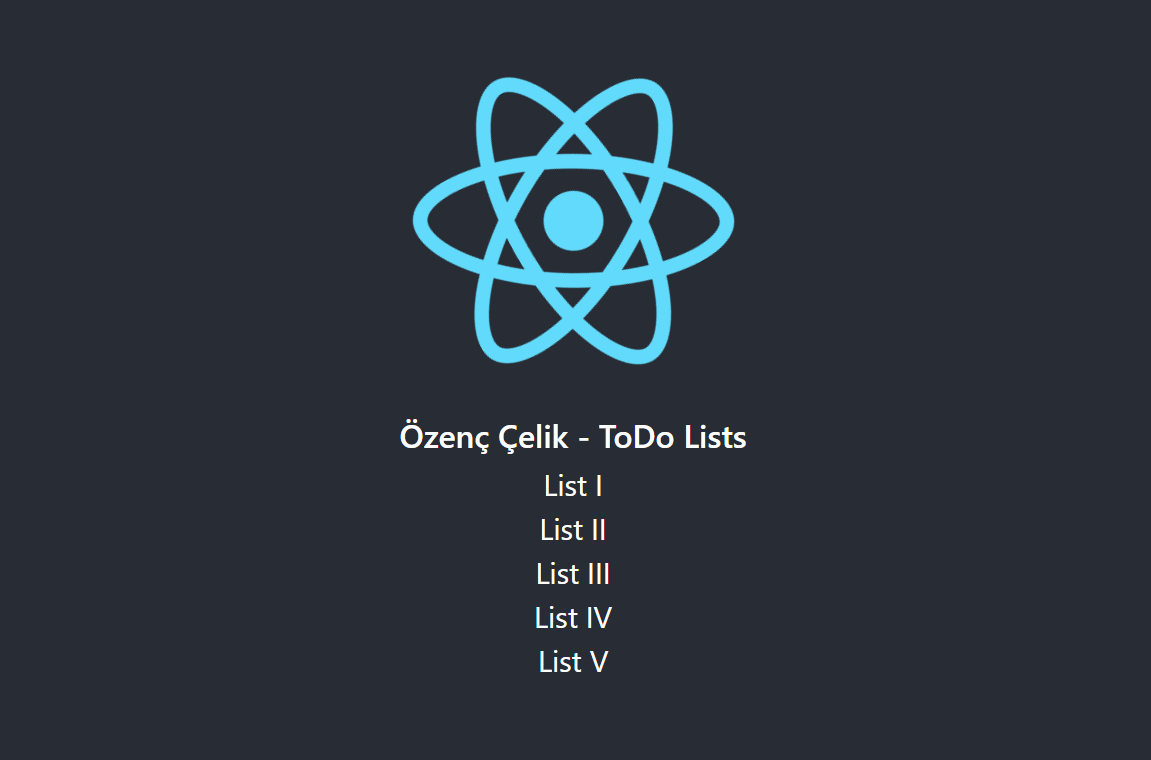 Özenç Çelik - ToDo Lists
List I
List II
List III
List IV
List V